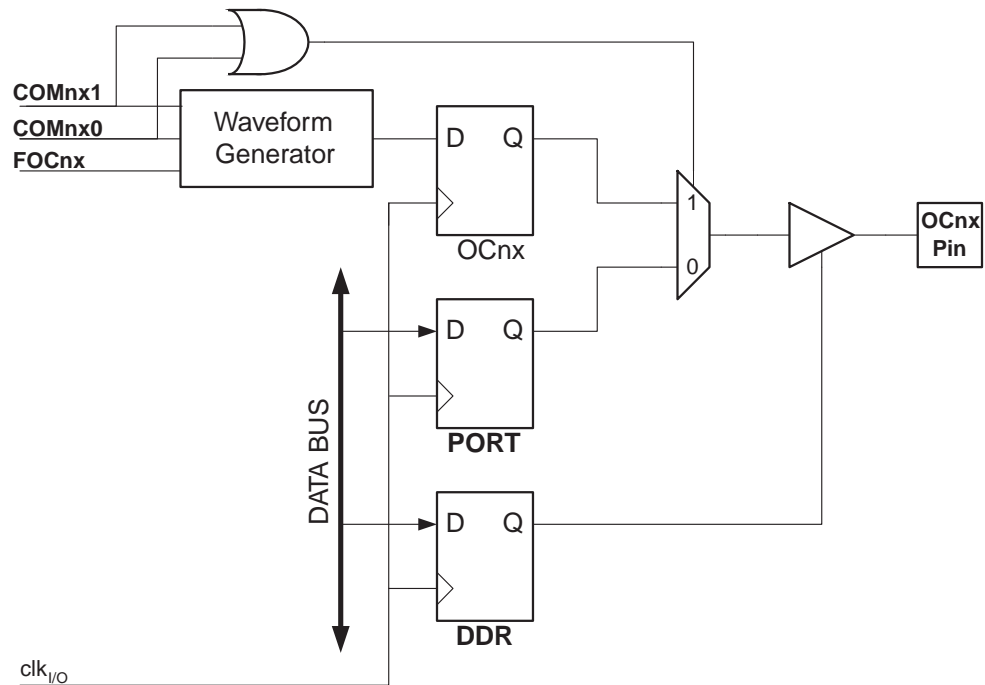 COMnx1
COMnx0
FOCnx
Waveform
Generator
D Q
OCnx
1
0
OCnx
Pin
D Q
PORT
DATA BUS
D Q
DDR
clkI/O